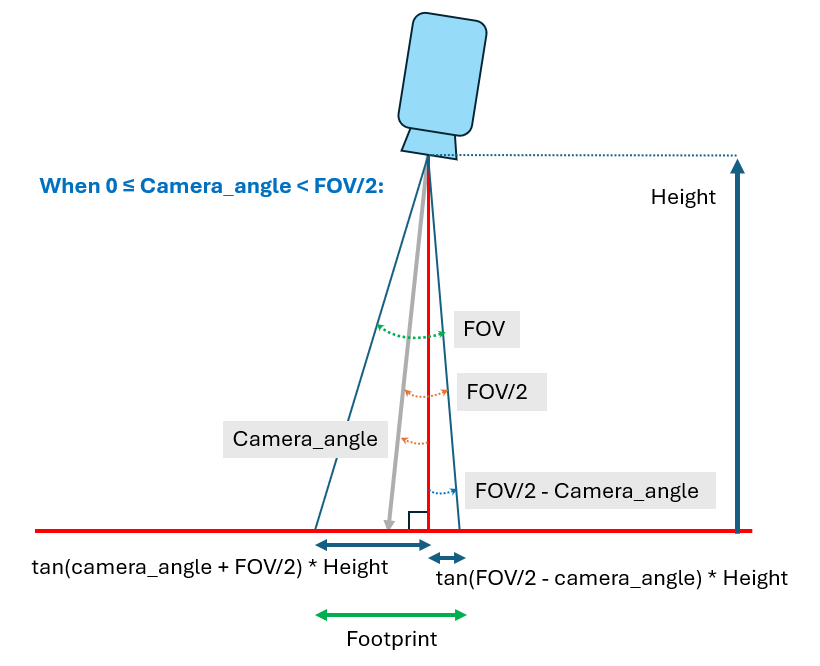 When 0 ≤ Camera_angle < FOV/2:
Height
FOV
FOV/2
Camera_angle
FOV/2 - Camera_angle
tan(camera_angle + FOV/2) * Height
tan(FOV/2 - camera_angle) * Height
Footprint